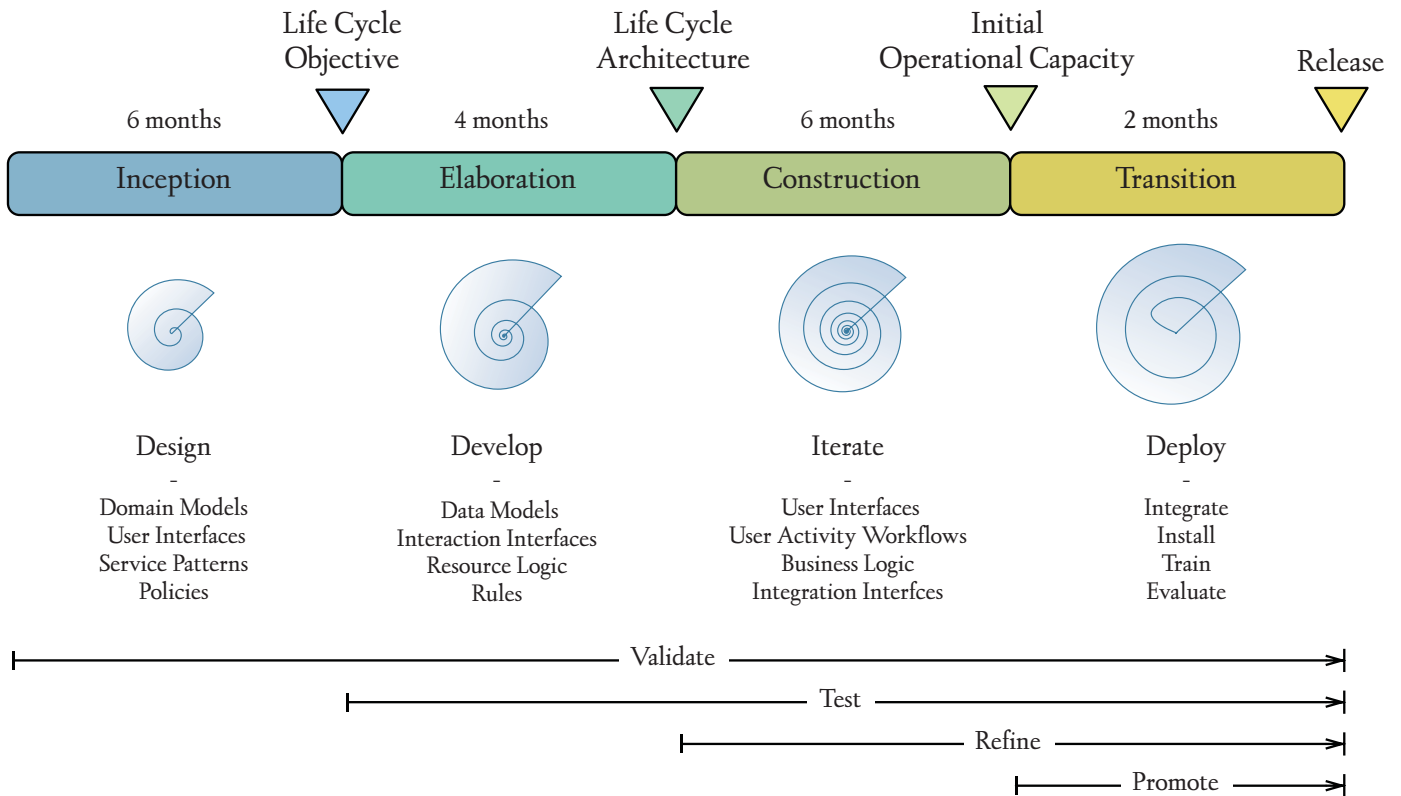 Life Cycle
Objective
Life Cycle
Architecture
Initial
Operational Capacity
Release
6 months
4 months
6 months
2 months
Inception
Elaboration
Construction
Transition
Design
-
Domain Models
User Interfaces
Service Patterns
Policies
Develop
-
Data Models
Interaction Interfaces
Resource Logic
Rules
Iterate
-
User Interfaces
User Activity Workflows
Business Logic
Integration Interfces
Deploy
-
Integrate
Install
Train
Evaluate
Validate
Test
Refine
Promote